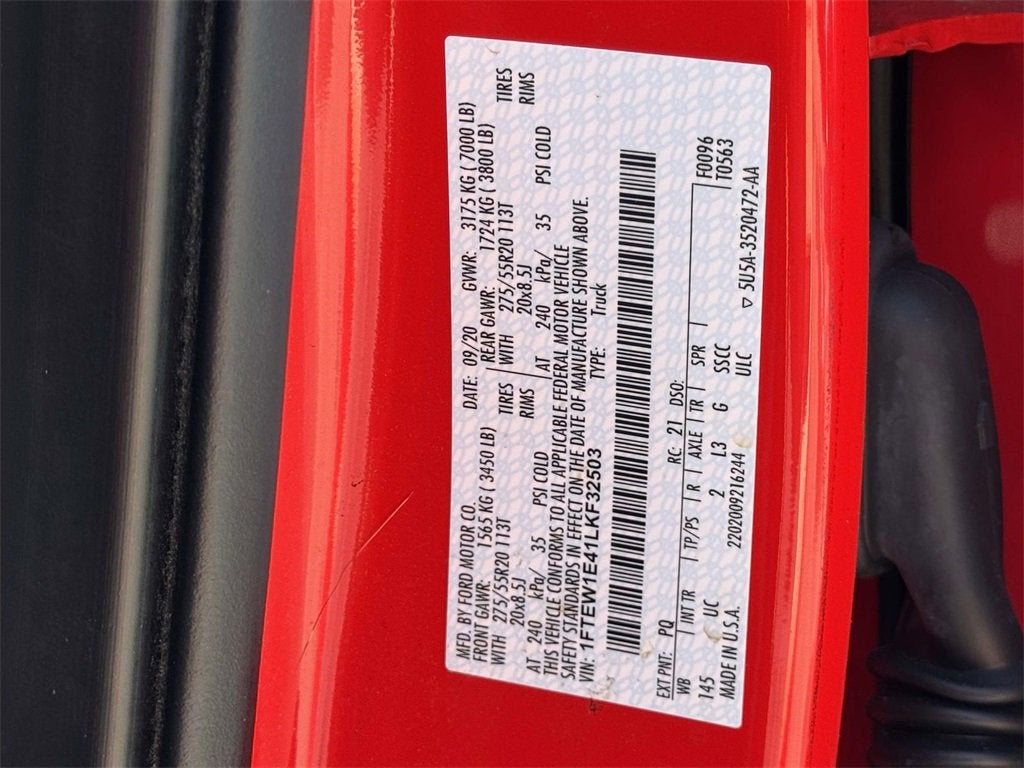 MFD. BY FORD MOTOR CO. DATE: 09/20 GVWR: 3175 KG ( 7000 LB)
FRONT GAWR: 1565 KG ( 3450 LB) REAR GAWR: 1724 KG ( 3800 LB)
WITH 275/55R20 113T TIRES WITH 275/55R20 113T TIRES
20x8.5J RIMS 20x8.5J RIMS
AT 240 kPa/ 35 PSI COLD AT 240 kPa/ 35 PSI COLD
THIS VEHICLE CONFORMS TO ALL APPLICABLE FEDERAL MOTOR VEHICLE
SAFETY STANDARDS IN EFFECT ON THE DATE OF MANUFACTURE SHOWN ABOVE.
VIN: 1FTEW1E41LKF32503 TYPE: Truck
EXT PNT: PQ RC: 21 DSO: F0096
WB INT TR TP/PS R AXLE TR SPR T0563
145 UC 2 L3 G SSCC
MADE IN U.S.A. 2202009216244 ULC ▽ 5U5A-3520472-AA